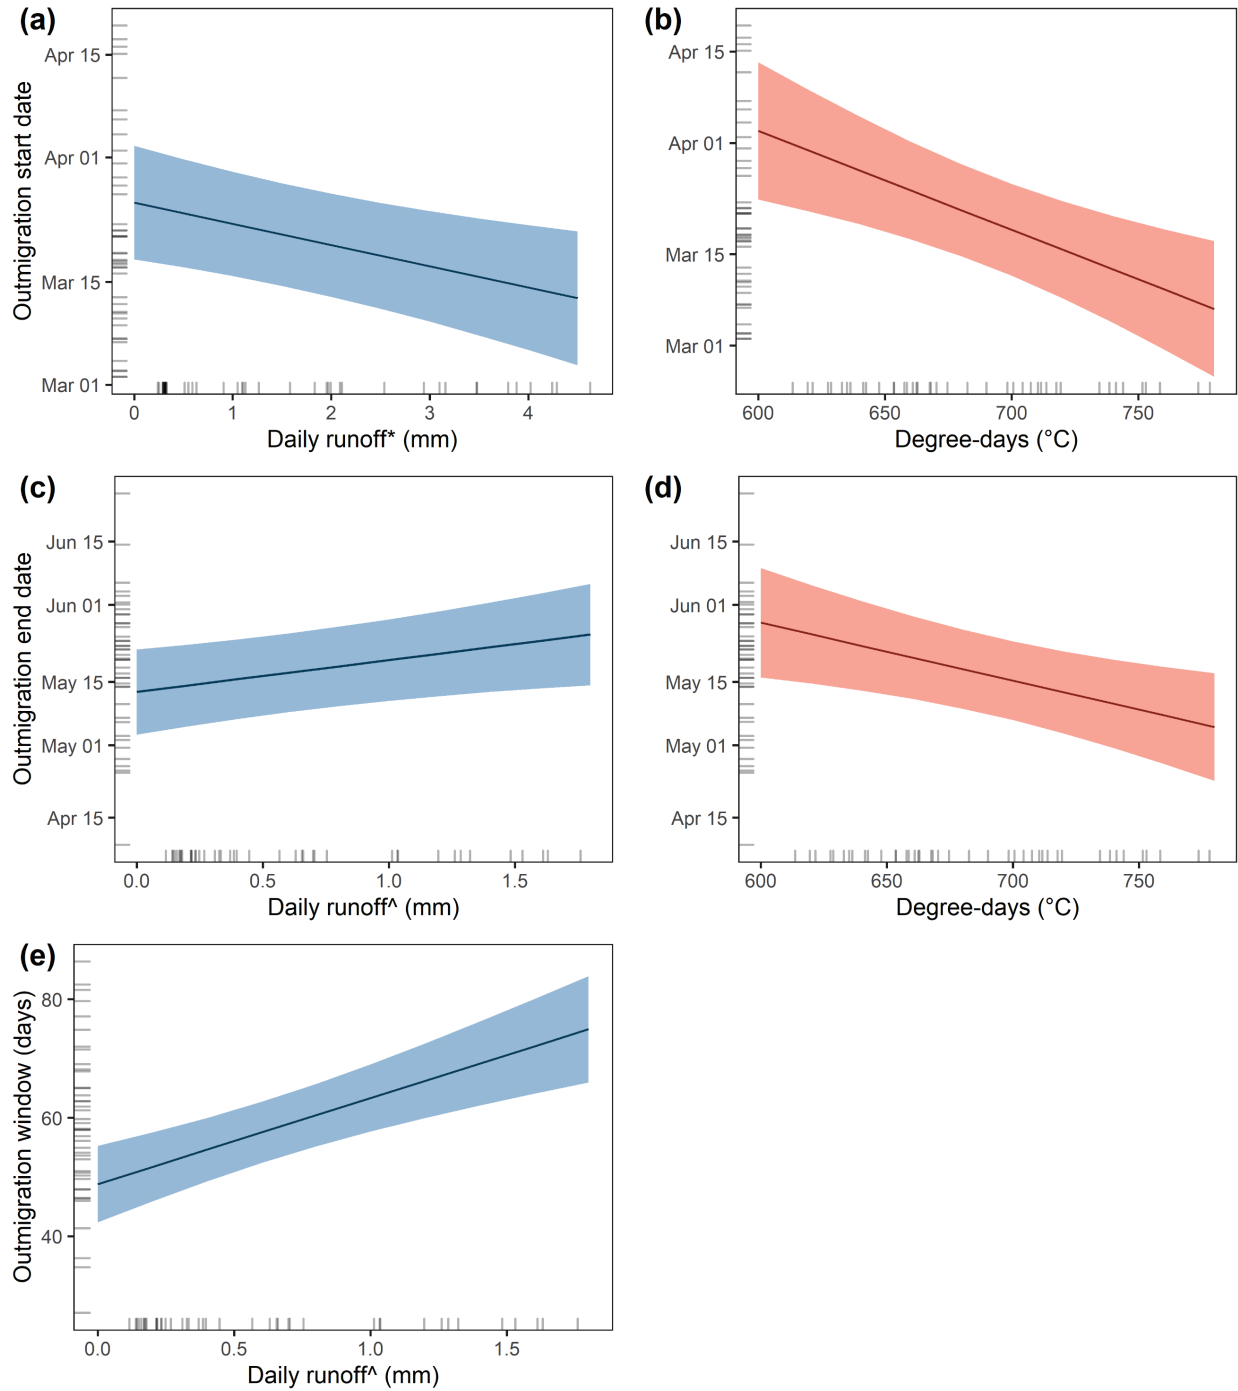 (a)
Outmigration start date
Apr 15
Apr 01
Mar 15
Mar 01
0 1 2 3 4
Daily runoff* (mm)
(b)
Apr 15
Apr 01
Mar 15
Mar 01
600 650 700 750
Degree-days (°C)
(c)
Outmigration end date
Jun 15
Jun 01
May 15
May 01
Apr 15
0.0 0.5 1.0 1.5
Daily runoff^ (mm)
(d)
Jun 15
Jun 01
May 15
May 01
Apr 15
600 650 700 750
Degree-days (°C)
(e)
Outmigration window (days)
80
60
40
0.0 0.5 1.0 1.5
Daily runoff^ (mm)